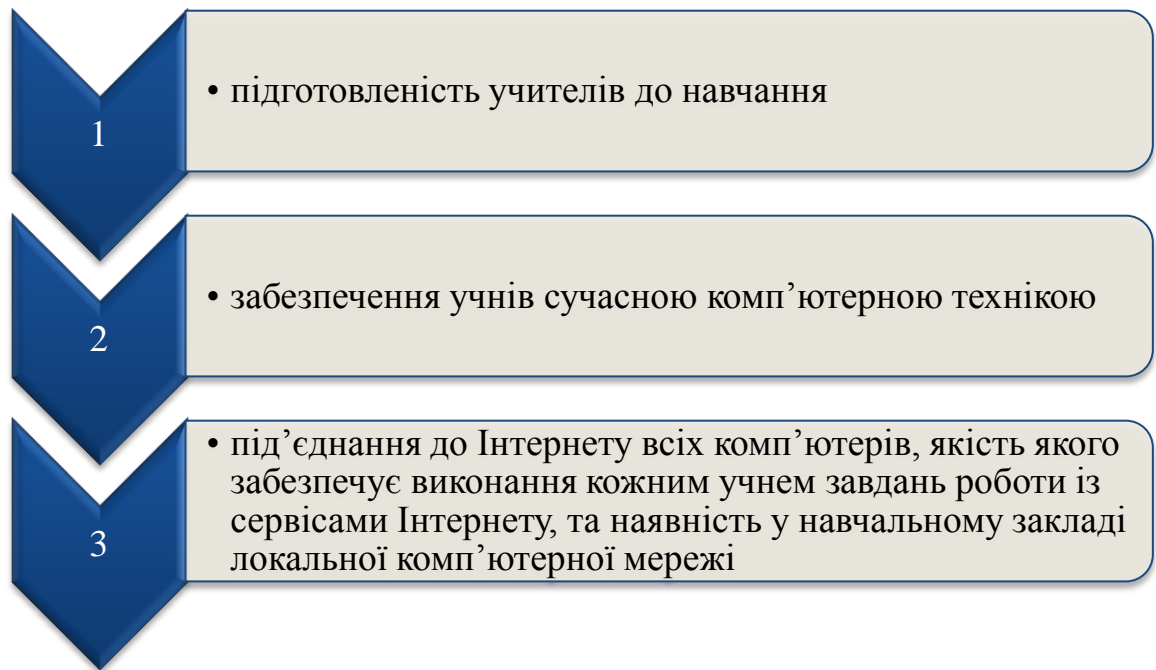 1
• підготовленість учителів до навчання
2
• забезпечення учнів сучасною комп’ютерною технікою
3
• під’єднання до Інтернету всіх комп’ютерів, якість якого
забезпечує виконання кожним учнем завдань роботи із
сервісами Інтернету, та наявність у навчальному закладі
локальної комп’ютерної мережі